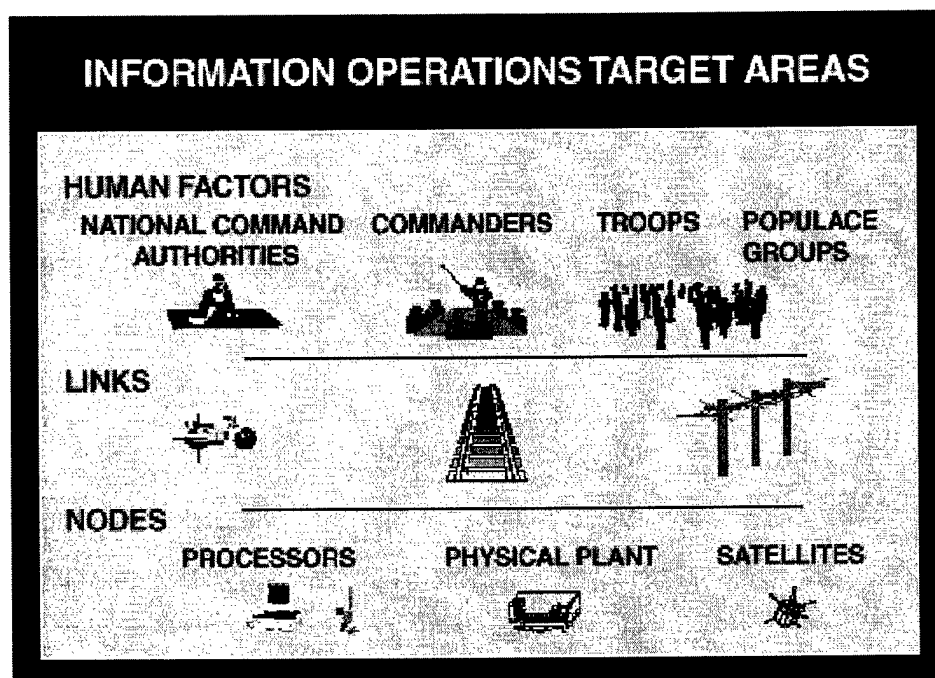 INFORMATION OPERATIONS TARGET AREAS
HUMAN FACTORS
NATIONAL COMMAND AUTHORITIES
COMMANDERS
TROOPS
POPULACE GROUPS
LINKS
NODES
PROCESSORS
PHYSICAL PLANT
SATELLITES